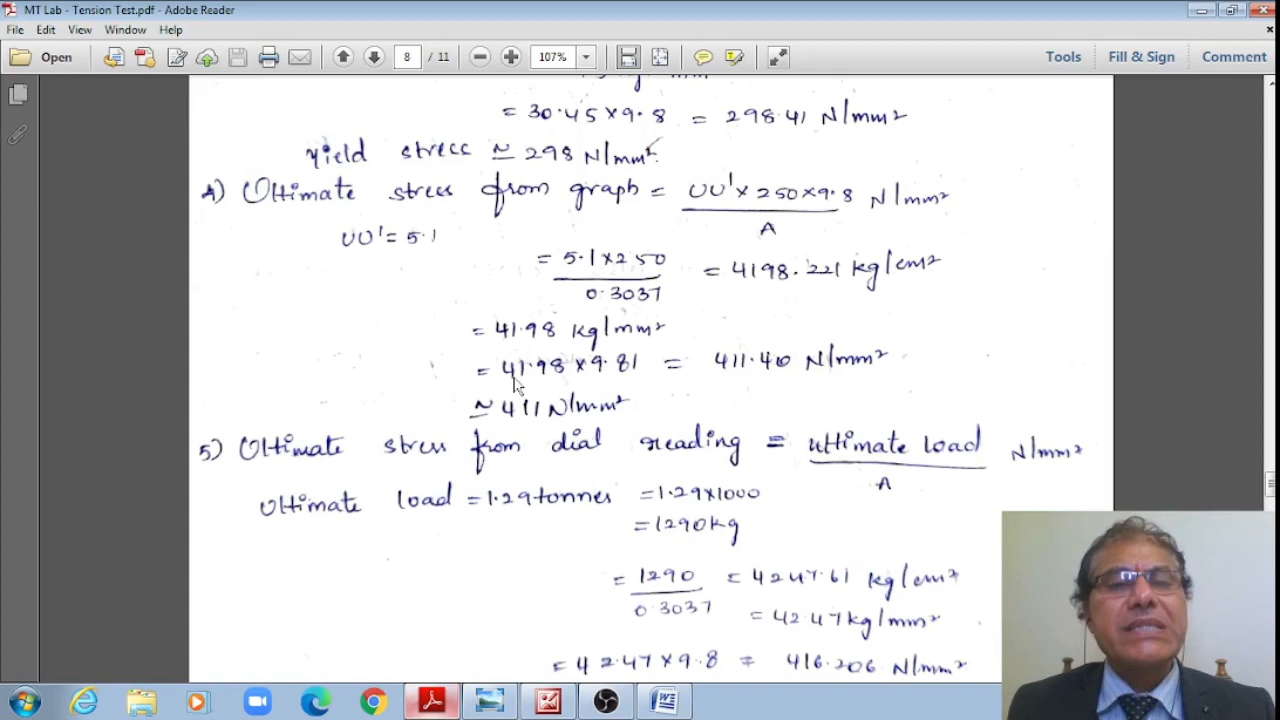 MT Lab - Tension Test.pdf - Adobe Reader
File Edit View Window Help
Open 8 / 11 107% Tools Fill & Sign Comment
= 30.45 × 9.8 = 298.41 N/mm²
Yield stress ≃ 298 N/mm².
4) Ultimate stress from graph = UU' × 250 × 9.8 N/mm²
A
UU' = 5.1
= 5.1 × 250 = 4198.221 kg/cm²
0.3037
= 41.98 kg/mm²
= 41.98 × 9.81 = 411.40 N/mm²
≃ 411 N/mm²
5) Ultimate stress from dial reading = ultimate load N/mm²
A
Ultimate load = 1.29 tonnes = 1.29 × 1000
= 1290 kg
= 1290 = 4247.61 kg/cm²
0.3037
= 42.47 kg/mm²
= 42.47 × 9.8 = 416.206 N/mm²